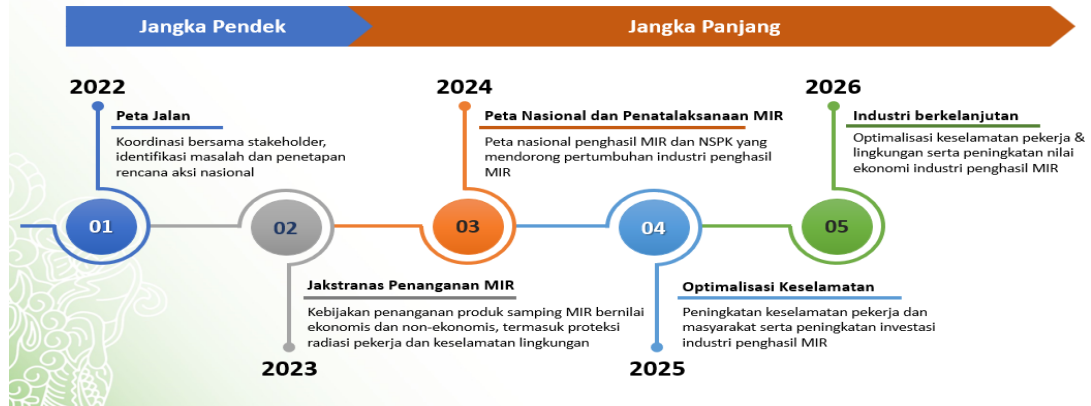 Jangka Pendek
Jangka Panjang
2022
Peta Jalan
Koordinasi bersama stakeholder,
identifikasi masalah dan penetapan
rencana aksi nasional
01
02
Jakstranas Penanganan MIR
Kebijakan penanganan produk samping MIR bernilai
ekonomis dan non-ekonomis, termasuk proteksi
radiasi pekerja dan keselamatan lingkungan
2023
2024
Peta Nasional dan Penatalaksanaan MIR
Peta nasional penghasil MIR dan NSPK yang
mendorong pertumbuhan industri penghasil
MIR
03
04
Optimalisasi Keselamatan
Peningkatan keselamatan pekerja dan
masyarakat serta peningkatan investasi
industri penghasil MIR
2025
2026
Industri berkelanjutan
Optimalisasi keselamatan pekerja &
lingkungan serta peningkatan nilai
ekonomi industri penghasil MIR
05